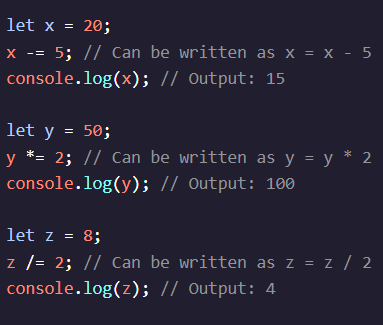 let x = 20;
x -= 5; // Can be written as x = x - 5
console.log(x); // Output: 15

let y = 50;
y *= 2; // Can be written as y = y * 2
console.log(y); // Output: 100

let z = 8;
z /= 2; // Can be written as z = z / 2
console.log(z); // Output: 4